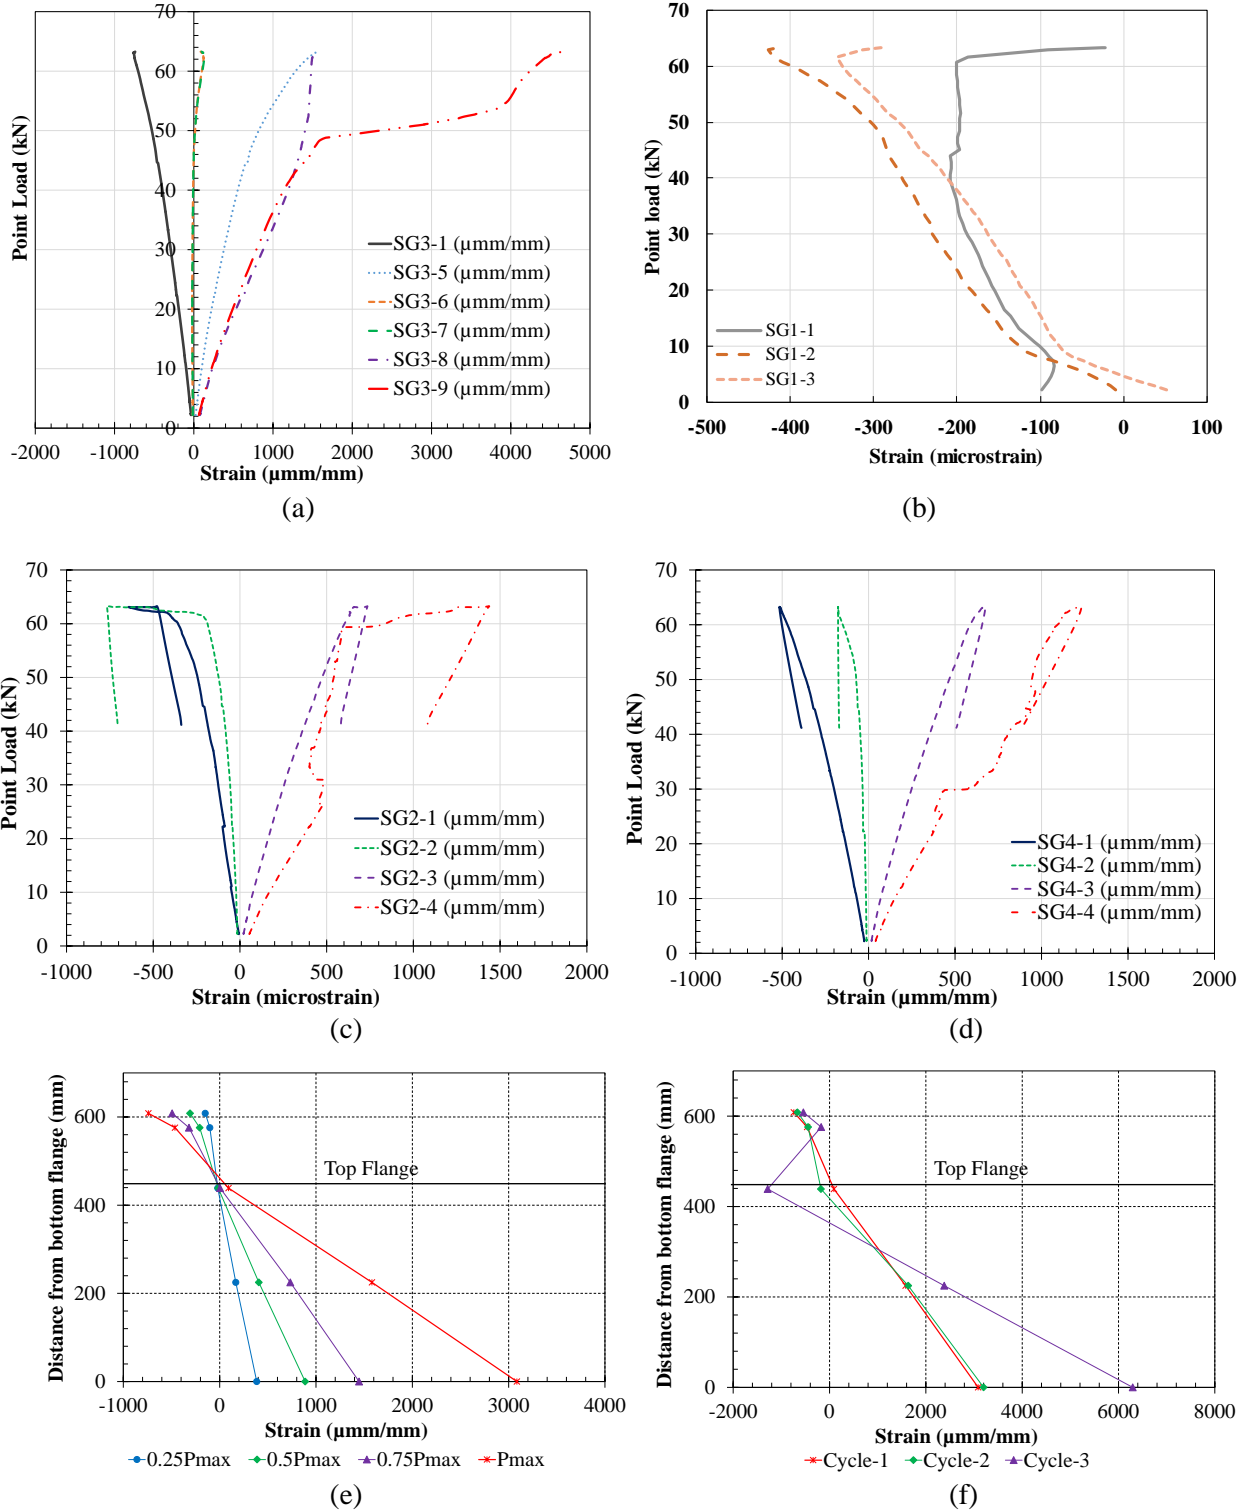 70
60
50
40
30
20
10
0
Point Load (kN)
SG3-1 (µmm/mm)
SG3-5 (µmm/mm)
SG3-6 (µmm/mm)
SG3-7 (µmm/mm)
SG3-8 (µmm/mm)
SG3-9 (µmm/mm)
-2000 -1000 0 1000 2000 3000 4000 5000
Strain (µmm/mm)
(a)
70
60
50
40
30
20
10
0
Point load (kN)
SG1-1
SG1-2
SG1-3
-500 -400 -300 -200 -100 0 100
Strain (microstrain)
(b)
70
60
50
40
30
20
10
0
Point Load (kN)
SG2-1 (µmm/mm)
SG2-2 (µmm/mm)
SG2-3 (µmm/mm)
SG2-4 (µmm/mm)
-1000 -500 0 500 1000 1500 2000
Strain (microstrain)
(c)
70
60
50
40
30
20
10
0
Point Load (kN)
SG4-1 (µmm/mm)
SG4-2 (µmm/mm)
SG4-3 (µmm/mm)
SG4-4 (µmm/mm)
-1000 -500 0 500 1000 1500 2000
Strain (µmm/mm)
(d)
600
400
200
0
Distance from bottom flange (mm)
Top Flange
-1000 0 1000 2000 3000 4000
Strain (µmm/mm)
0.25Pmax 0.5Pmax 0.75Pmax Pmax
(e)
600
400
200
0
Distance from bottom flange (mm)
Top Flange
-2000 0 2000 4000 6000 8000
Strain (µmm/mm)
Cycle-1 Cycle-2 Cycle-3
(f)